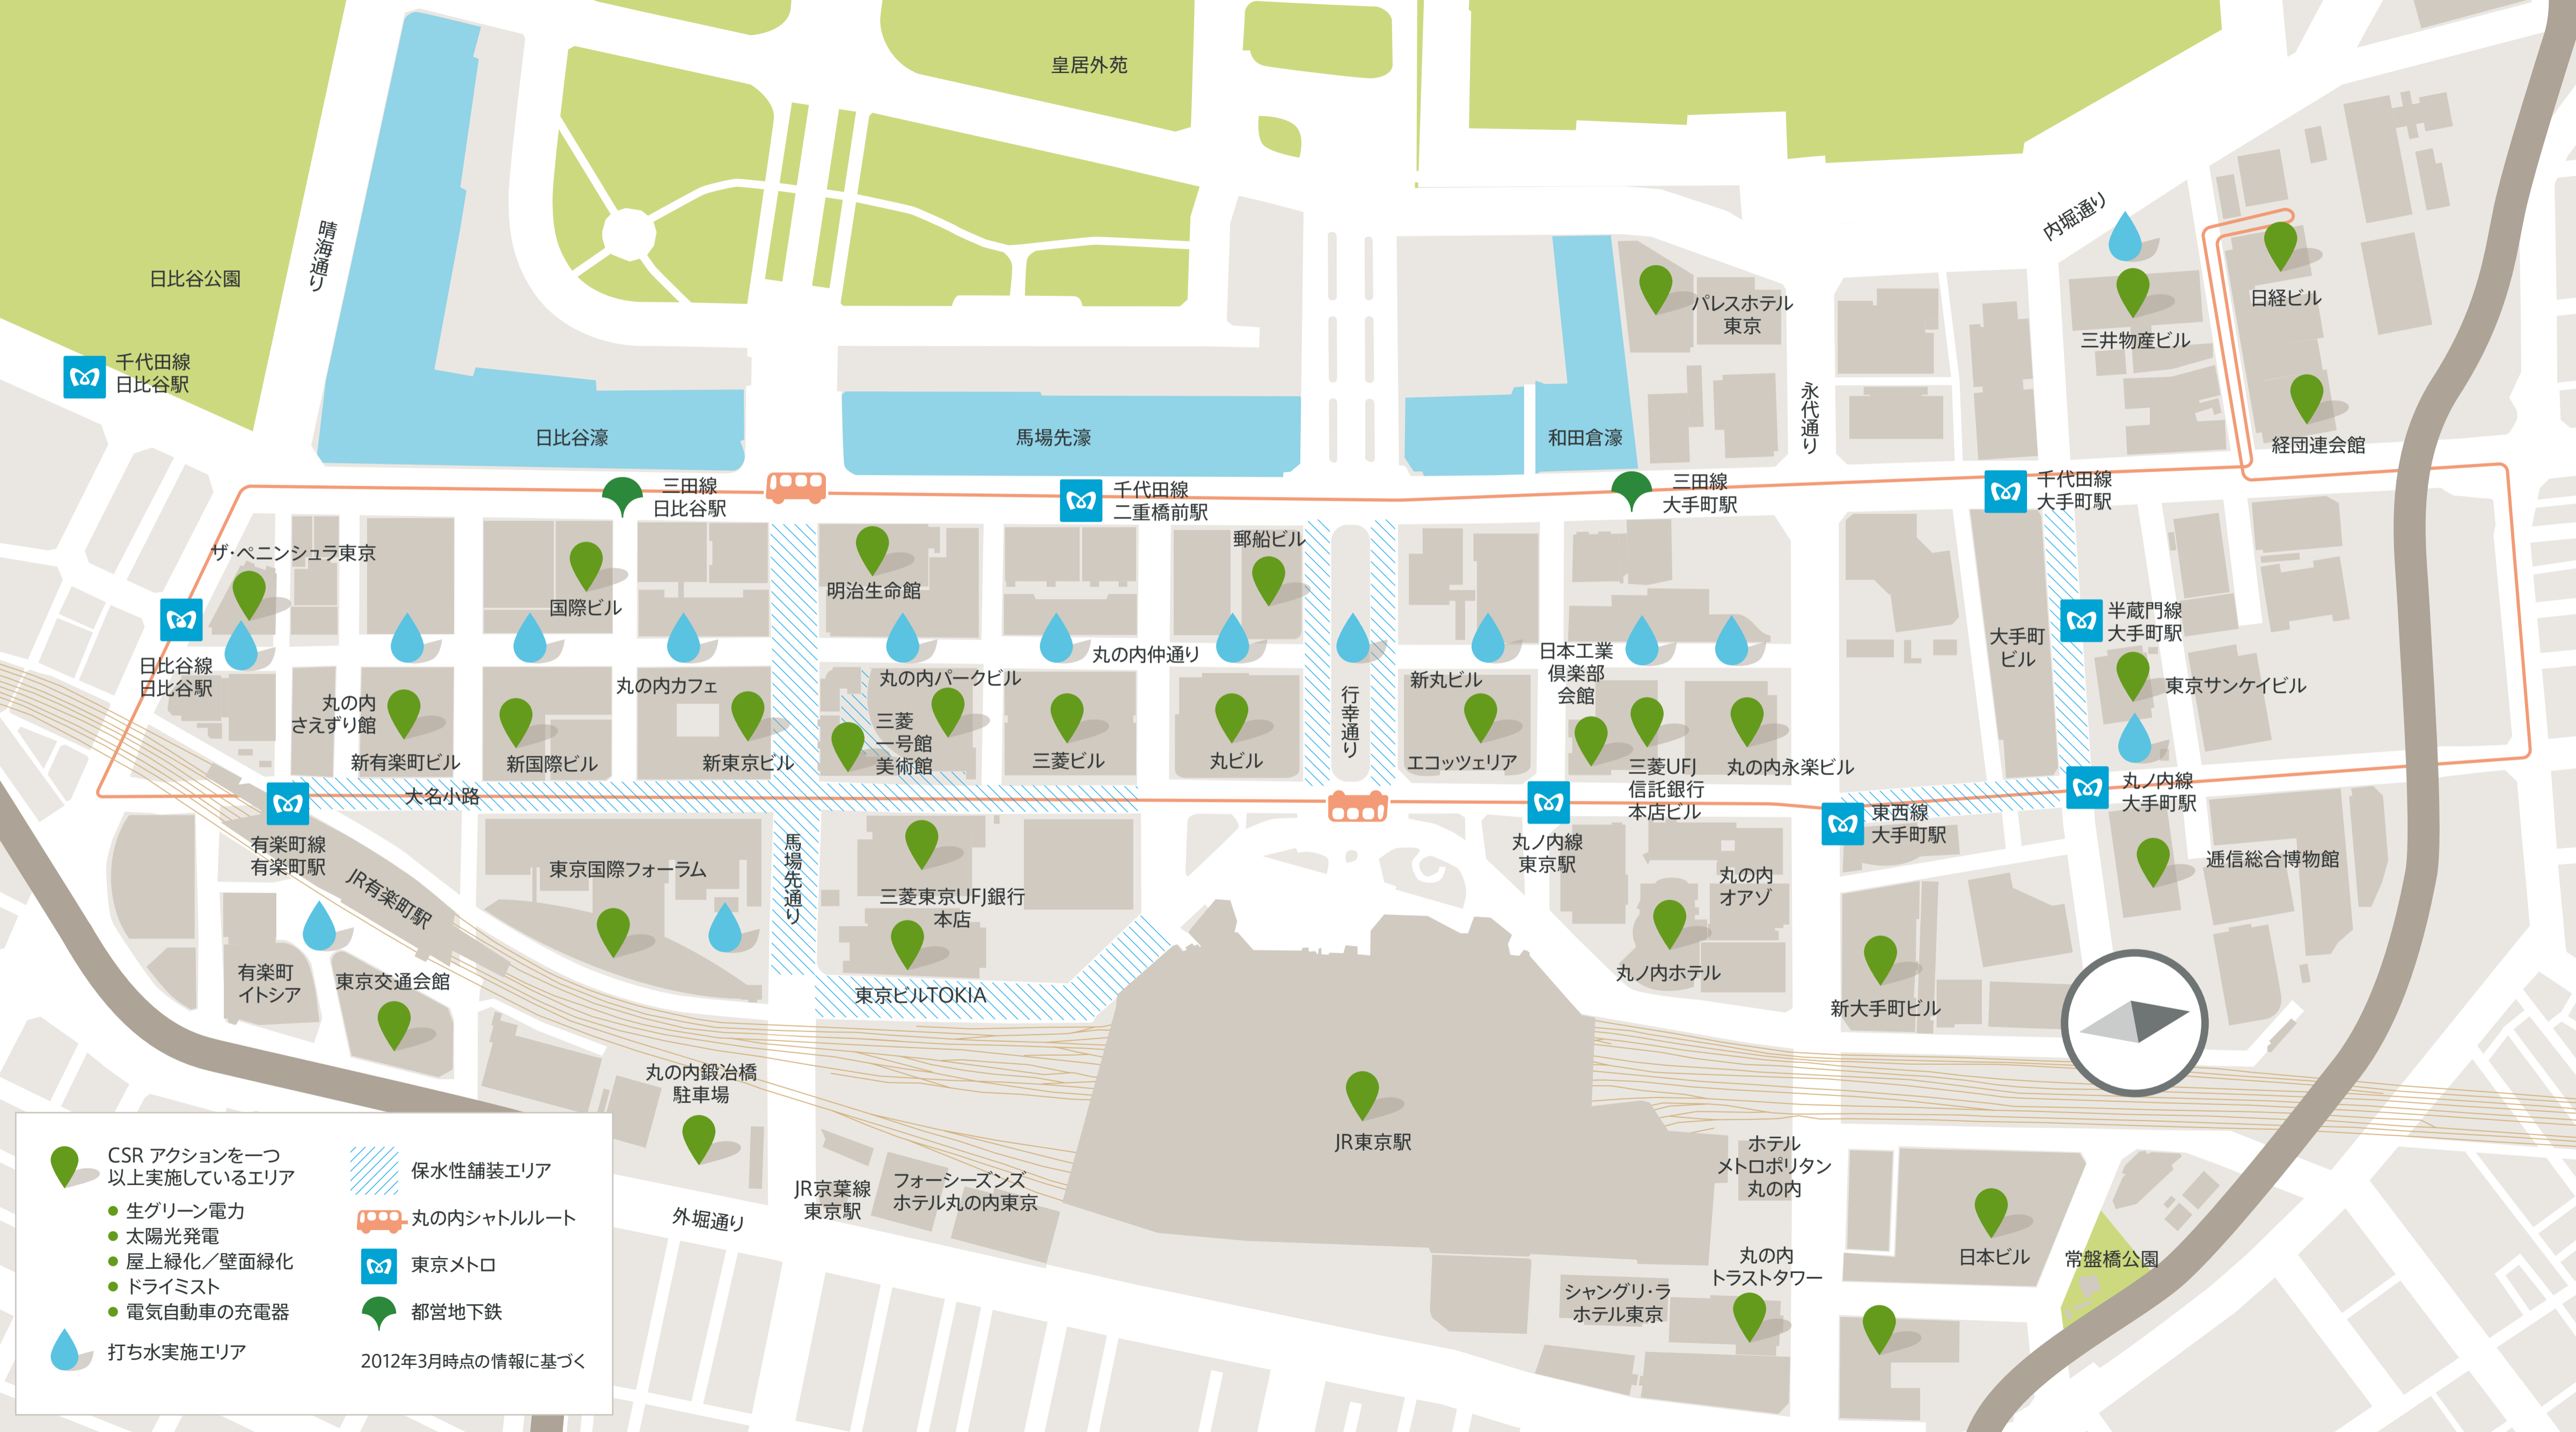 皇居外苑
日比谷公園
晴海通り
内堀通り
日経ビル
パレスホテル
東京
三井物産ビル
千代田線
日比谷駅
永代通り
日比谷濠
馬場先濠
和田倉濠
経団連会館
三田線
日比谷駅
千代田線
二重橋前駅
三田線
大手町駅
千代田線
大手町駅
ザ・ペニンシュラ東京
郵船ビル
国際ビル
明治生命館
半蔵門線
大手町駅
大手町
ビル
日比谷線
日比谷駅
丸の内仲通り
日本工業
倶楽部
会館
丸の内
さえずり館
丸の内カフェ
丸の内パークビル
行幸通り
新丸ビル
東京サンケイビル
三菱
一号館
美術館
新有楽町ビル
新国際ビル
新東京ビル
三菱ビル
丸ビル
エコッツェリア
三菱UFJ
信託銀行
本店ビル
丸の内永楽ビル
丸ノ内線
大手町駅
大名小路
東西線
大手町駅
有楽町線
有楽町駅
馬場先通り
丸ノ内線
東京駅
逓信総合博物館
JR有楽町駅
東京国際フォーラム
三菱東京UFJ銀行
本店
丸の内
オアゾ
有楽町
イトシア
東京交通会館
東京ビルTOKIA
丸ノ内ホテル
新大手町ビル
丸の内鍛冶橋
駐車場
JR東京駅
ホテル
メトロポリタン
丸の内
外堀通り
JR京葉線
東京駅
フォーシーズンズ
ホテル丸の内東京
丸の内
トラストタワー
シャングリ・ラ
ホテル東京
日本ビル
常盤橋公園
CSR アクションを一つ
以上実施しているエリア
生グリーン電力
太陽光発電
屋上緑化／壁面緑化
ドライミスト
電気自動車の充電器
打ち水実施エリア
保水性舗装エリア
丸の内シャトルルート
東京メトロ
都営地下鉄
2012年3月時点の情報に基づく